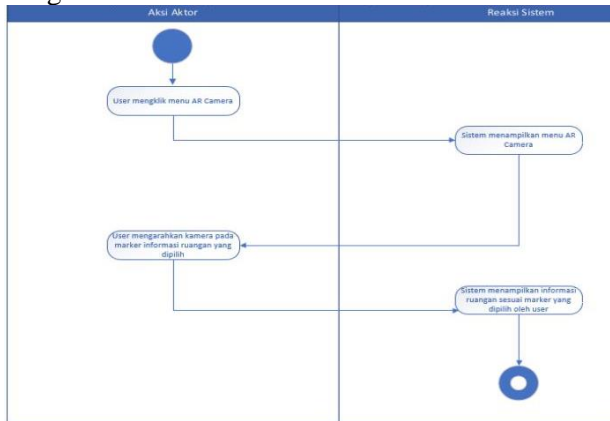 Aksi Aktor
Reaksi Sistem
User mengklik menu AR Camera
Sistem menampilkan menu AR
Camera
User mengarahkan kamera pada
marker informasi ruangan yang
dipilih
Sistem menampilkan informasi
ruangan sesuai marker yang
dipilih oleh user